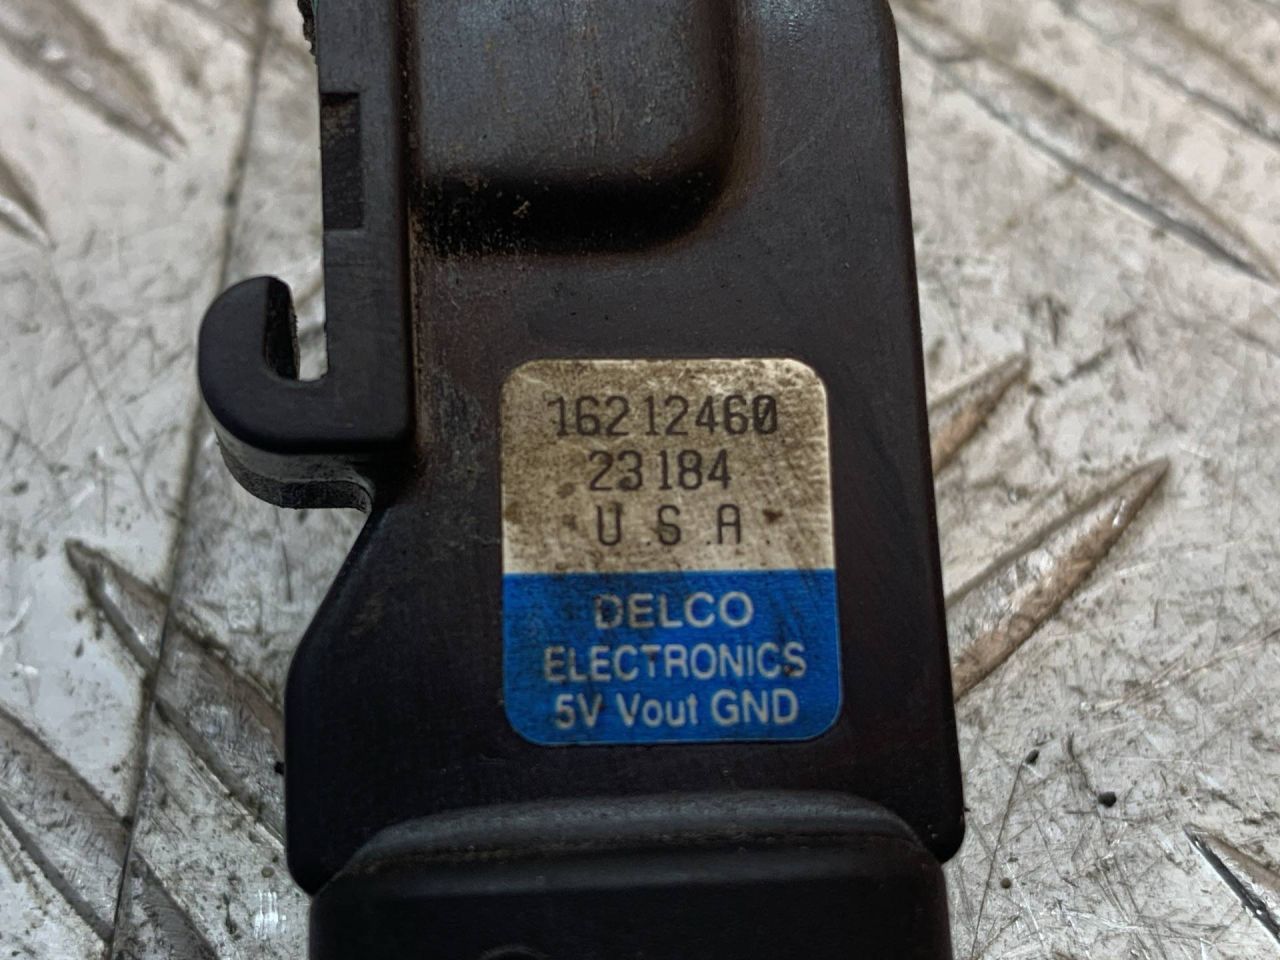 16212460
23184
U.S.A.
DELCO
ELECTRONICS
5V Vout GND